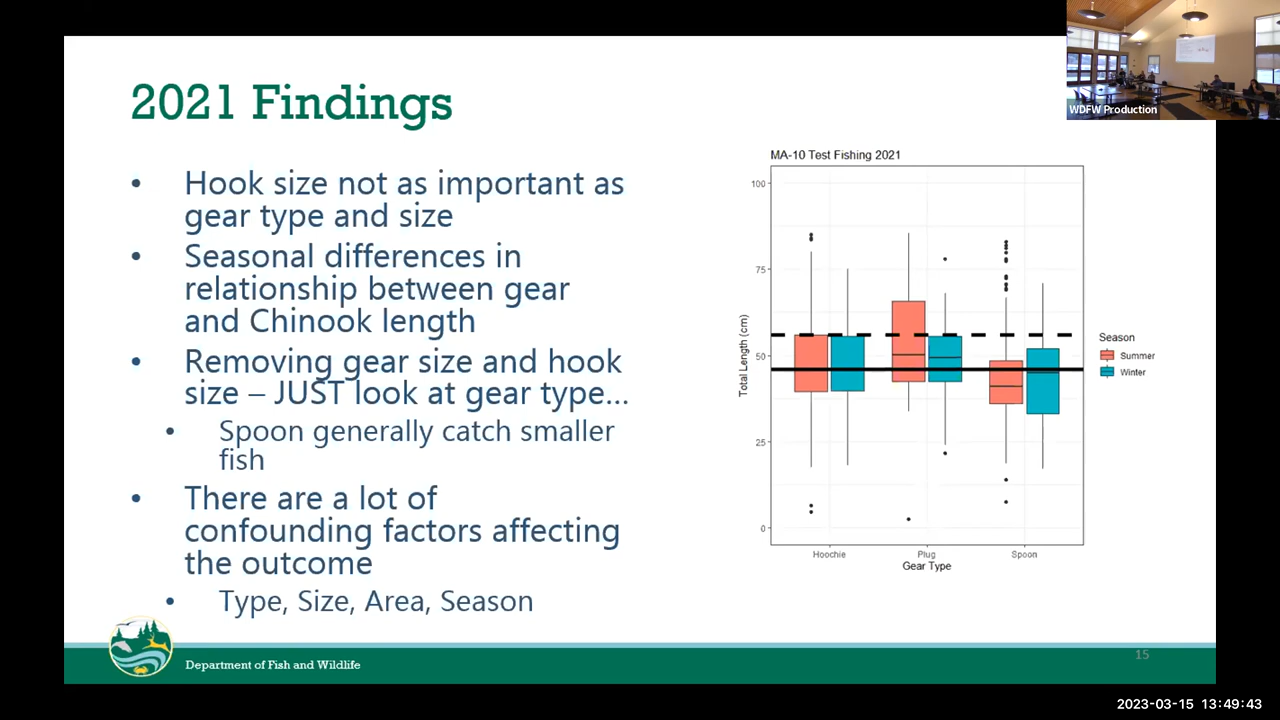 WDFW Production
2021 Findings
• Hook size not as important as
gear type and size
• Seasonal differences in
relationship between gear
and Chinook length
• Removing gear size and hook
size – JUST look at gear type...
• Spoon generally catch smaller
fish
• There are a lot of
confounding factors affecting
the outcome
• Type, Size, Area, Season
MA-10 Test Fishing 2021
Total Length (cm)
100
75
50
25
0
Hoochie
Plug
Spoon
Gear Type
Season
Summer
Winter
Department of Fish and Wildlife
15
2023-03-15 13:49:43